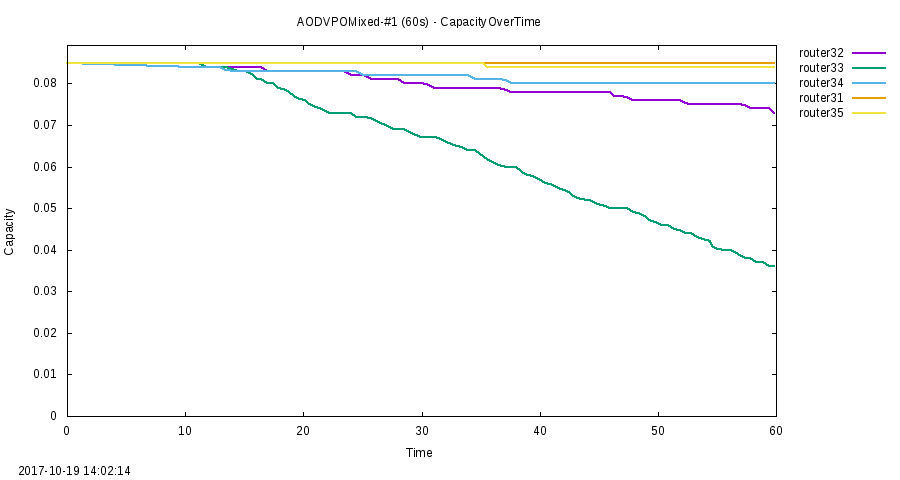 AODVPOMixed-#1 (60s) - CapacityOverTime
router32
router33
router34
router31
router35
0.08
0.07
0.06
0.05
0.04
0.03
0.02
0.01
0
Capacity
0 10 20 30 40 50 60
Time
2017-10-19 14:02:14